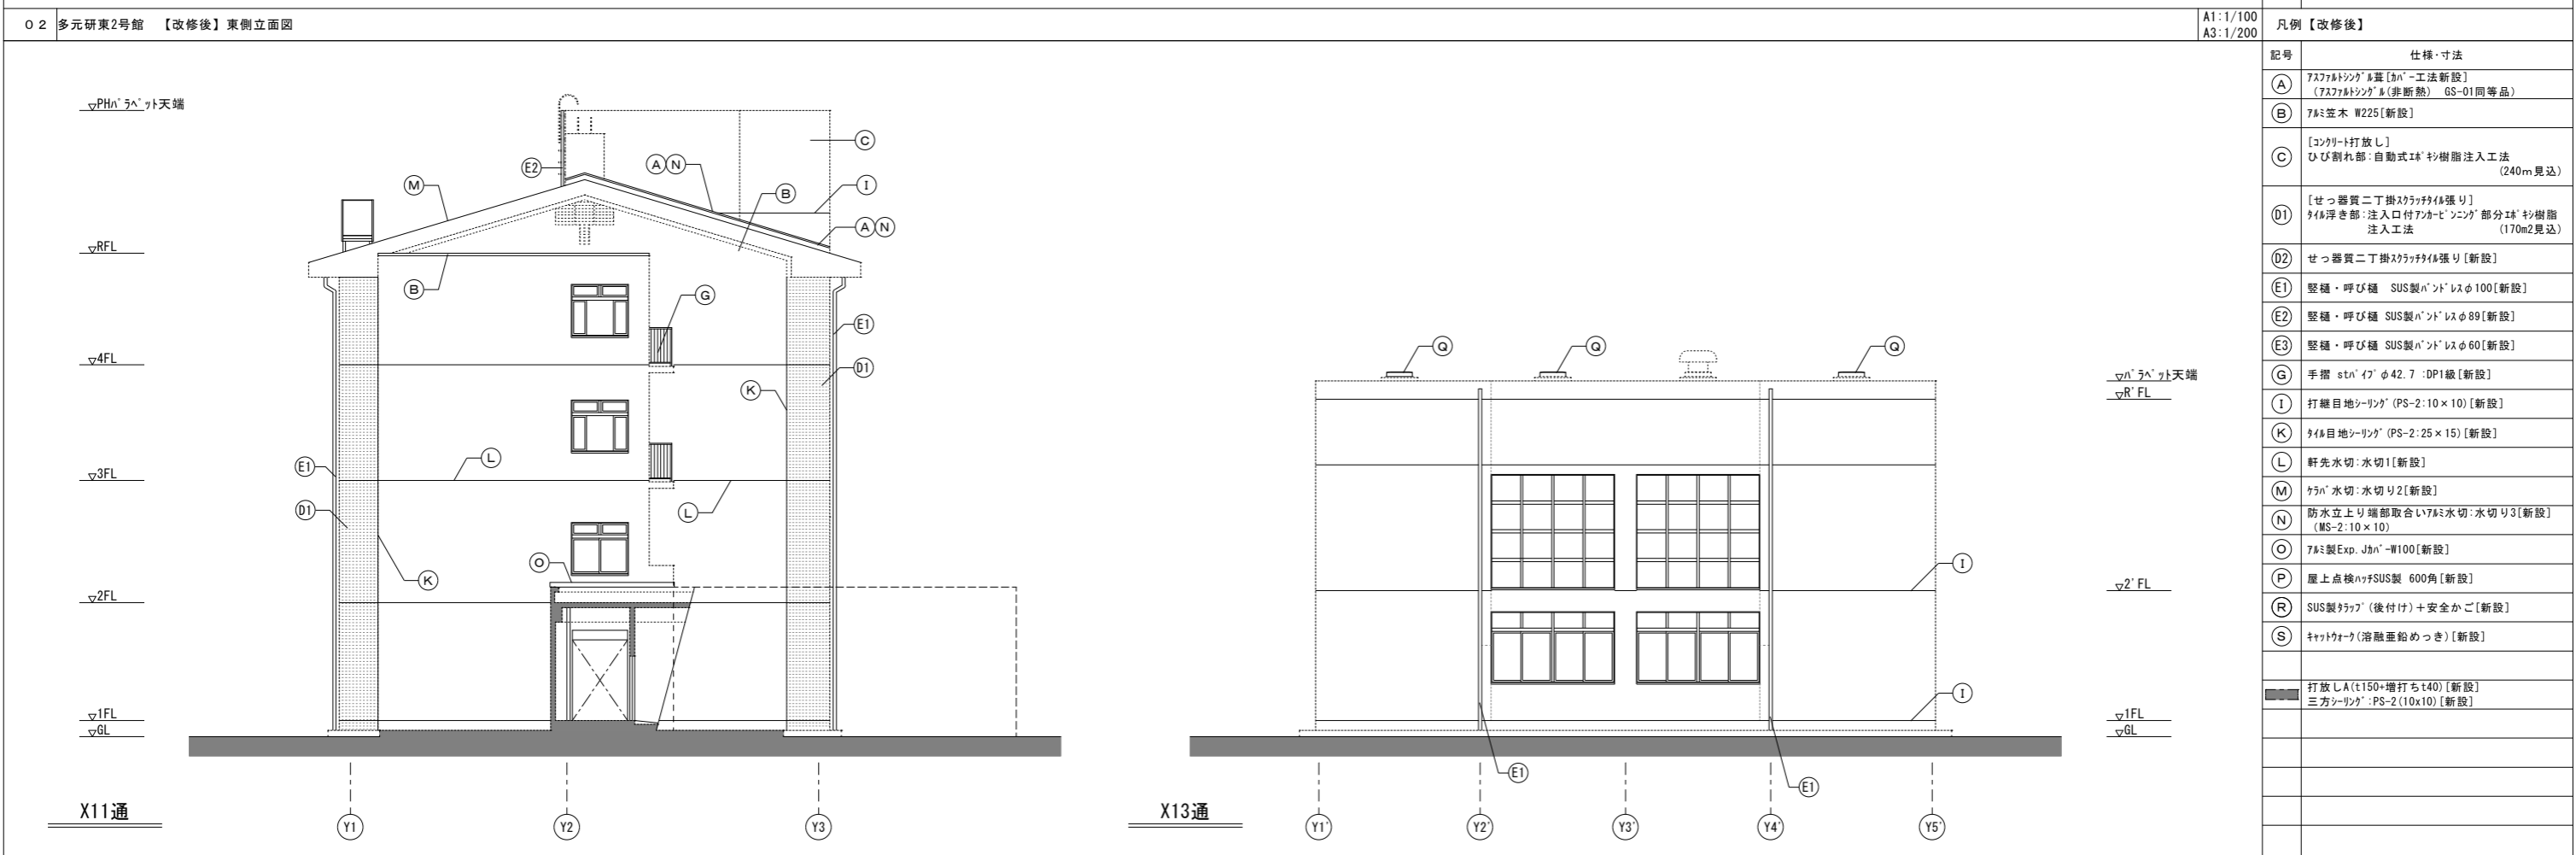 02 多元研東2号館 【改修後】東側立面図
A1:1/100
A3:1/200
凡例【改修後】
記号 仕様・寸法
A ｱｽﾌｧﾙﾄｼﾝｸﾞﾙ葺[ｶﾊﾞｰ工法新設]
(ｱｽﾌｧﾙﾄｼﾝｸﾞﾙ(非断熱) GS-01同等品)
B ｱﾙﾐ笠木 W225[新設]
C [ｺﾝｸﾘｰﾄ打放し]
ひび割れ部:自動式ｴﾎﾟｷｼ樹脂注入工法
(240m見込)
D1 [せっ器質二丁掛ｽｸﾗｯﾁﾀｲﾙ張り]
ﾀｲﾙ浮き部:注入口付ｱﾝｶｰﾋﾟﾝﾆﾝｸﾞ部分ｴﾎﾟｷｼ樹脂
注入工法 (170m2見込)
D2 せっ器質二丁掛ｽｸﾗｯﾁﾀｲﾙ張り[新設]
E1 竪樋・呼び樋 SUS製ﾊﾞﾝﾄﾞﾚｽφ100[新設]
E2 竪樋・呼び樋 SUS製ﾊﾞﾝﾄﾞﾚｽφ89[新設]
E3 竪樋・呼び樋 SUS製ﾊﾞﾝﾄﾞﾚｽφ60[新設]
G 手摺 stﾊﾟｲﾌﾟφ42.7 :DP1級[新設]
I 打継目地ｼｰﾘﾝｸﾞ(PS-2:10×10)[新設]
K ﾀｲﾙ目地ｼｰﾘﾝｸﾞ(PS-2:25×15)[新設]
L 軒先水切:水切1[新設]
M ｹﾗﾊﾞ水切:水切り2[新設]
N 防水立上り端部取合いｱﾙﾐ水切:水切り3[新設]
(MS-2:10×10)
O ｱﾙﾐ製Exp.Jｶﾊﾞｰ-W100[新設]
P 屋上点検ﾊｯﾁSUS製 600角[新設]
R SUS製ﾀﾗｯﾌﾟ(後付け)+安全かご[新設]
S ｷｬｯﾄｳｫｰｸ(溶融亜鉛めっき)[新設]
打放しA(t150+増打ちt40)[新設]
三方ｼｰﾘﾝｸﾞ:PS-2(10x10)[新設]
▽PHﾊﾟﾗﾍﾟｯﾄ天端
▽RFL
▽4FL
▽3FL
▽2FL
▽1FL
▽GL
C
E2
A N
M
B
I
A N
B
G
E1
D1
K
E1
L
D1
L
O
K
X11通
Y1 Y2 Y3
Q Q Q
▽ﾊﾟﾗﾍﾟｯﾄ天端
▽R'FL
I
▽2'FL
I
▽1FL
▽GL
E1
E1
X13通
Y1' Y2' Y3' Y4' Y5'